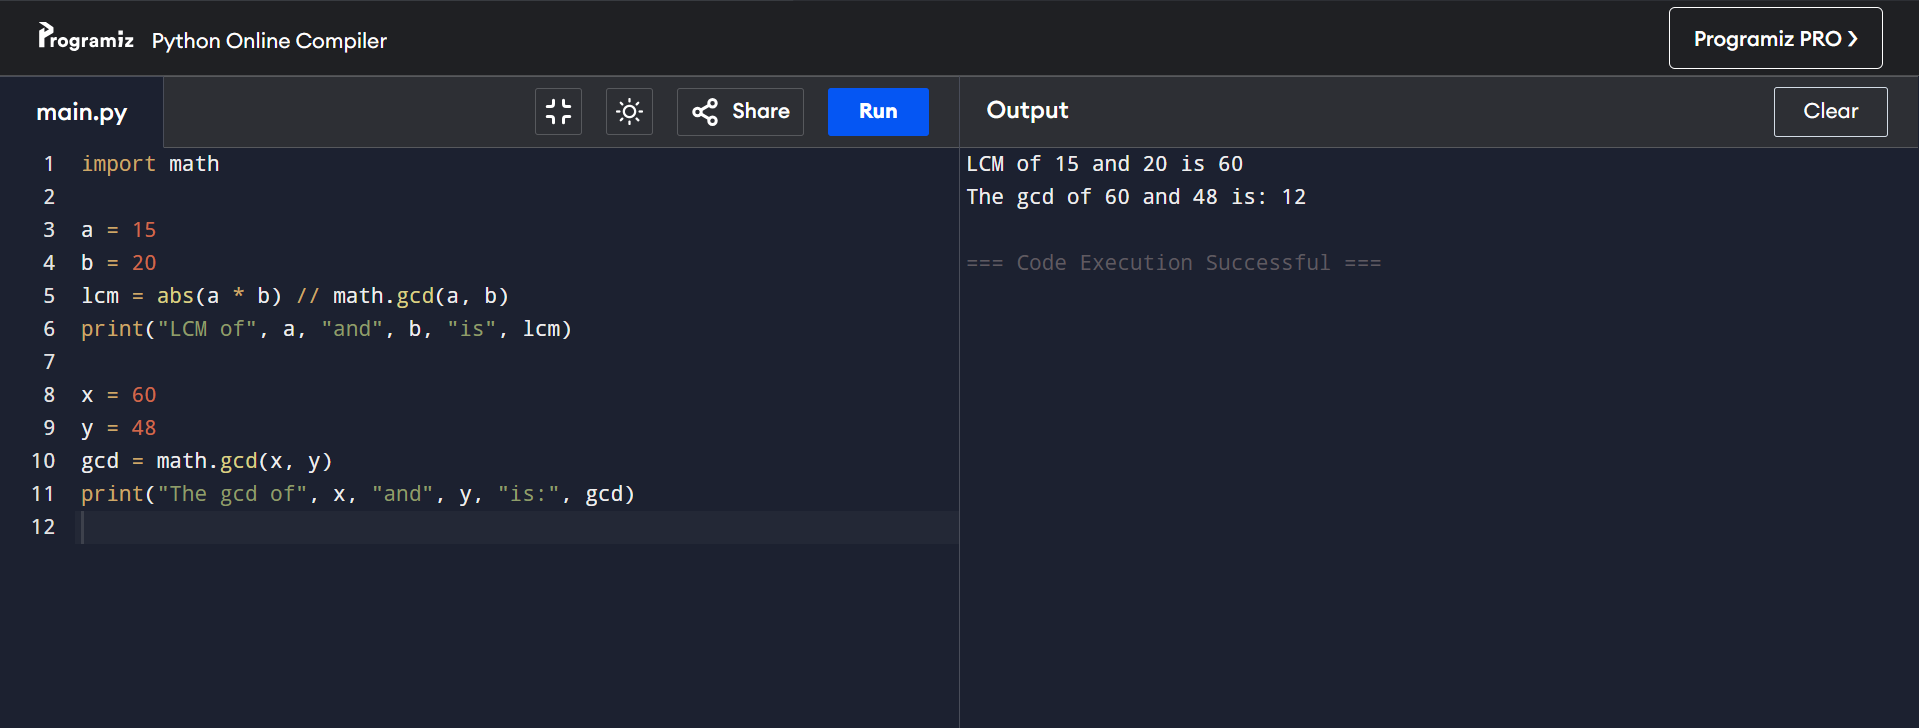 Programiz Python Online Compiler
Programiz PRO ❯
main.py
Share
Run
1 import math
2
3 a = 15
4 b = 20
5 lcm = abs(a * b) // math.gcd(a, b)
6 print("LCM of", a, "and", b, "is", lcm)
7
8 x = 60
9 y = 48
10 gcd = math.gcd(x, y)
11 print("The gcd of", x, "and", y, "is:", gcd)
12
Output
Clear
LCM of 15 and 20 is 60
The gcd of 60 and 48 is: 12
=== Code Execution Successful ===